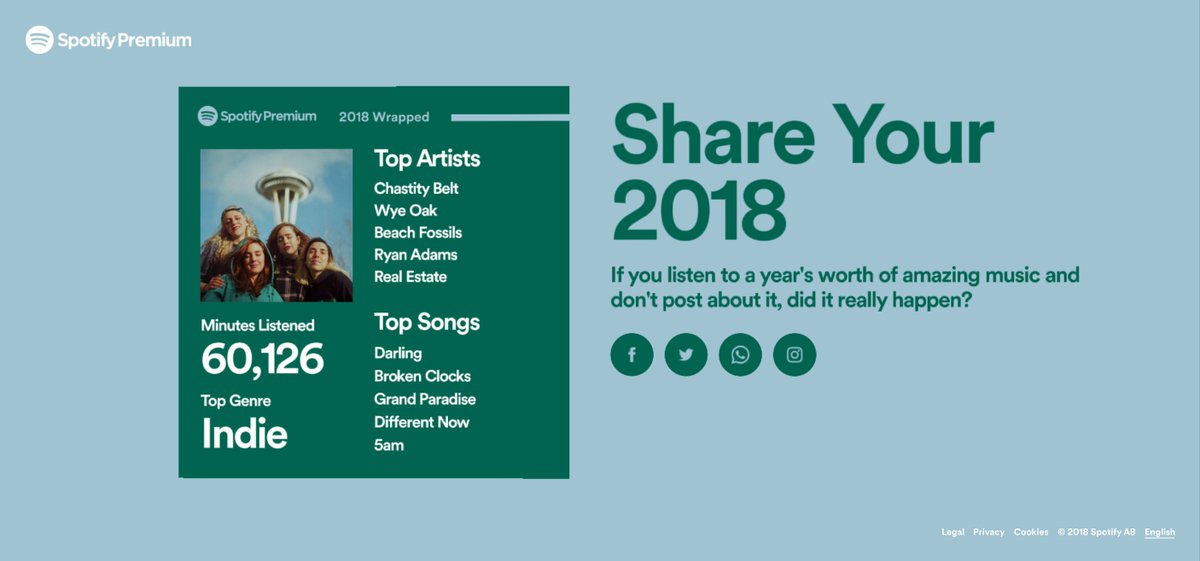 Spotify Premium
Spotify Premium 2018 Wrapped
Top Artists
Chastity Belt
Wye Oak
Beach Fossils
Ryan Adams
Real Estate
Minutes Listened
60,126
Top Genre
Indie
Top Songs
Darling
Broken Clocks
Grand Paradise
Different Now
5am
Share Your
2018
If you listen to a year's worth of amazing music and
don't post about it, did it really happen?
Legal Privacy Cookies © 2018 Spotify AB English